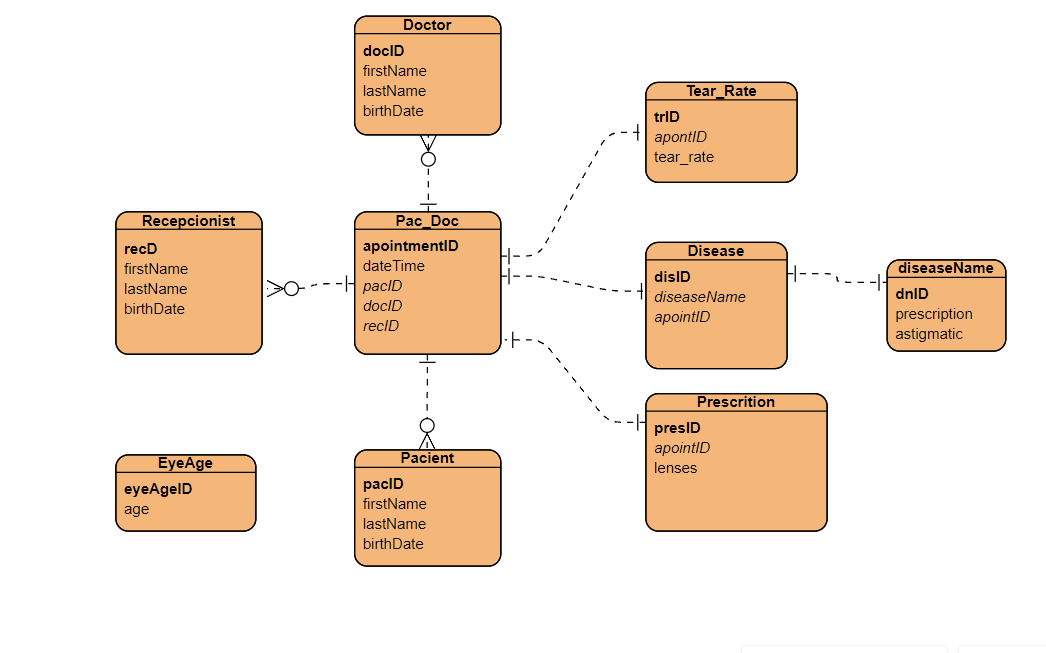 Doctor
docID
firstName
lastName
birthDate
Tear_Rate
trID
apontID
tear_rate
Recepcionist
recD
firstName
lastName
birthDate
Pac_Doc
apointmentID
dateTime
pacID
docID
recID
Disease
disID
diseaseName
apointID
diseaseName
dnID
prescription
astigmatic
Prescrition
presID
apointID
lenses
EyeAge
eyeAgeID
age
Pacient
pacID
firstName
lastName
birthDate